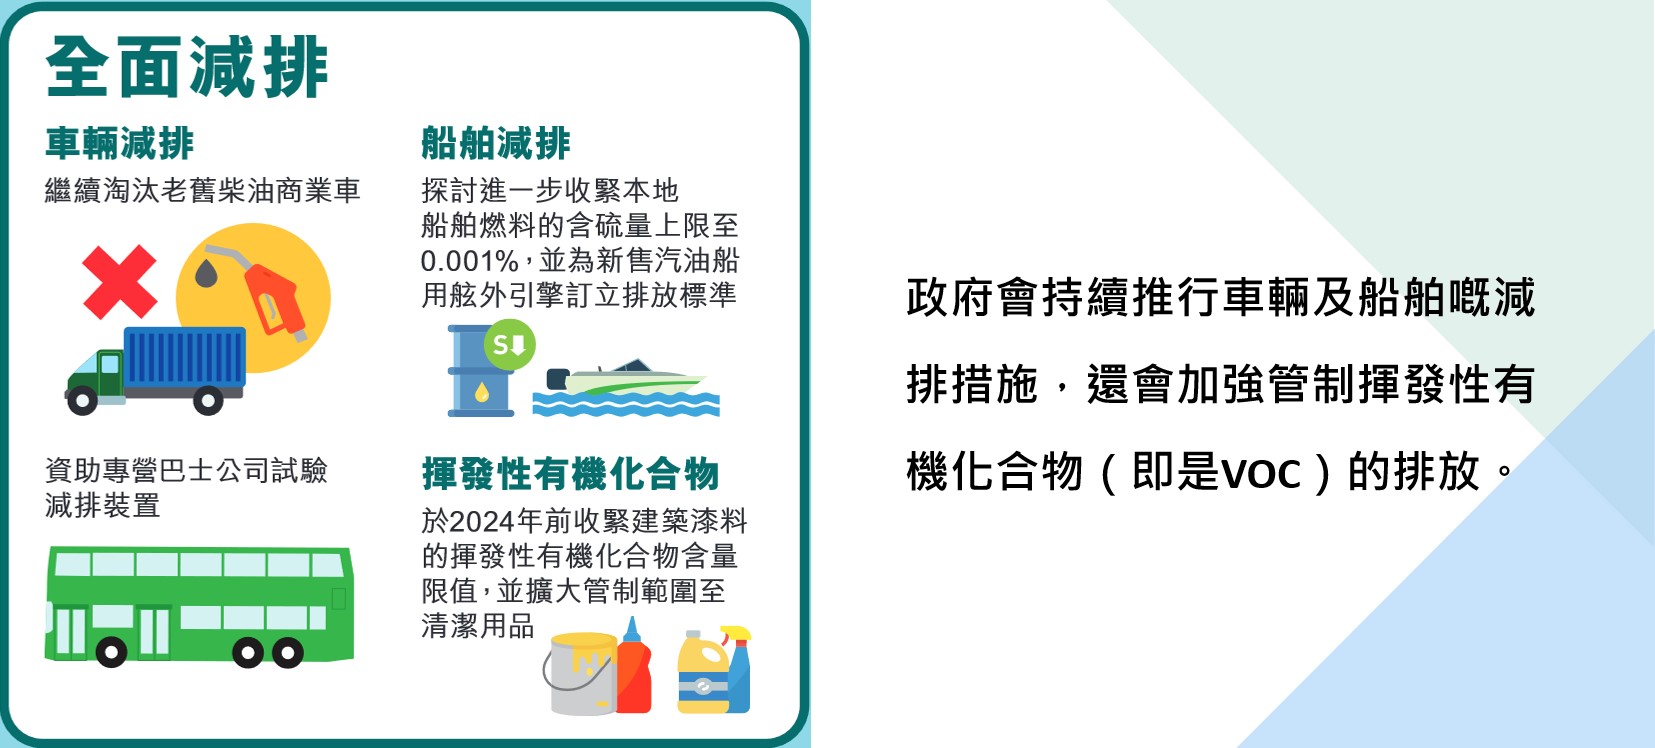 全面減排
車輛減排
繼續淘汰老舊柴油商業車
資助專營巴士公司試驗
減排裝置
船舶減排
探討進一步收緊本地
船舶燃料的含硫量上限至
0.001%，並為新售汽油船
用舷外引擎訂立排放標準
S
揮發性有機化合物
於2024年前收緊建築漆料
的揮發性有機化合物含量
限值，並擴大管制範圍至
清潔用品
政府會持續推行車輛及船舶嘅減
排措施，還會加強管制揮發性有
機化合物（即是VOC）的排放。